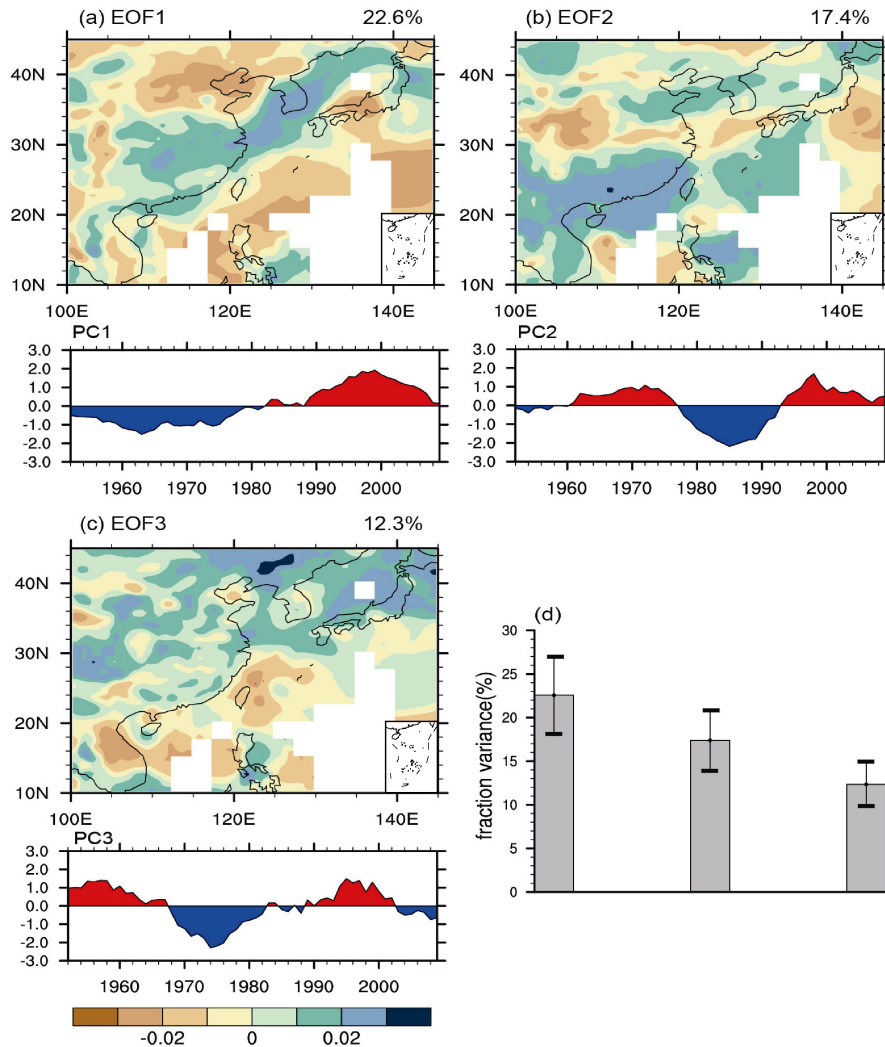 (a) EOF1 22.6%
40N
30N
20N
10N
100E 120E 140E
PC1
3.0
2.0
1.0
0.0
-1.0
-2.0
-3.0
1960 1970 1980 1990 2000
(b) EOF2 17.4%
40N
30N
20N
10N
100E 120E 140E
PC2
3.0
2.0
1.0
0.0
-1.0
-2.0
-3.0
1960 1970 1980 1990 2000
(c) EOF3 12.3%
40N
30N
20N
10N
100E 120E 140E
PC3
3.0
2.0
1.0
0.0
-1.0
-2.0
-3.0
1960 1970 1980 1990 2000
-0.02 0 0.02
(d)
fraction variance(%)
30
25
20
15
10
5
0